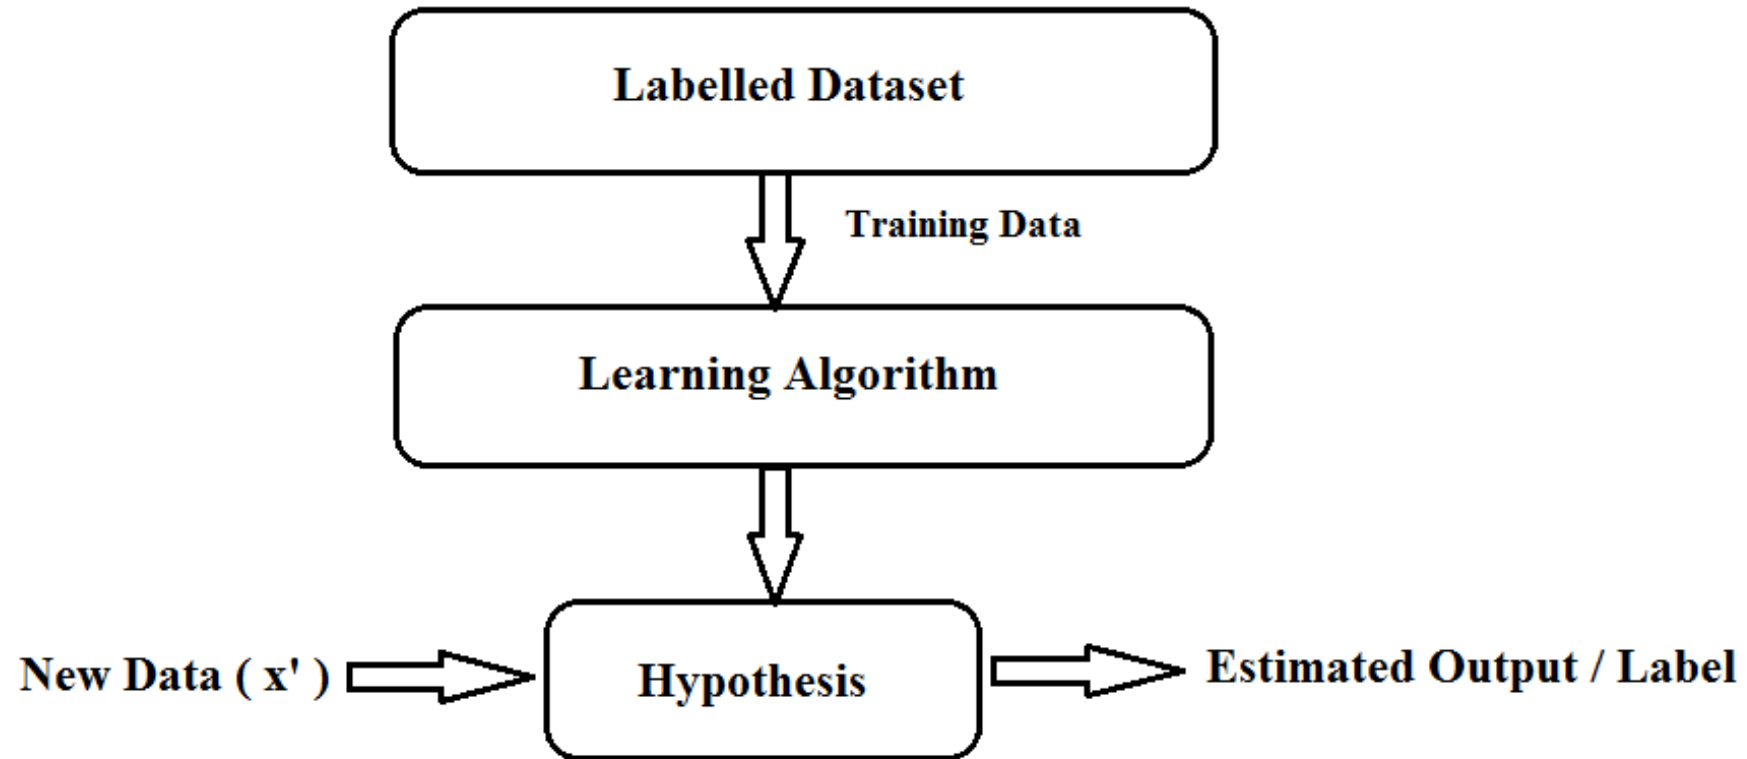 Labelled Dataset
Training Data
Learning Algorithm
New Data ( x' )
Hypothesis
Estimated Output / Label